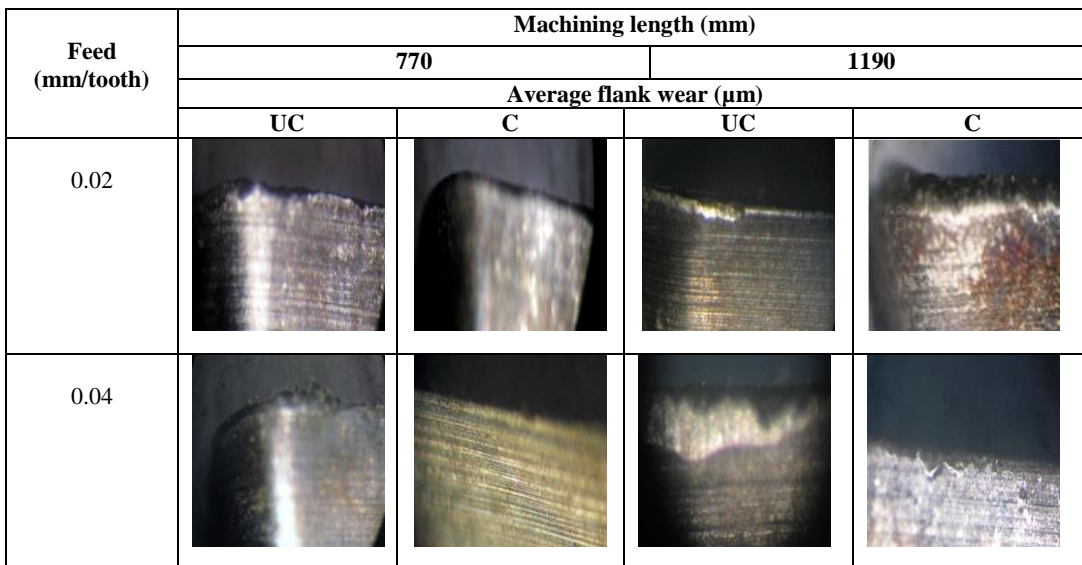 Feed
(mm/tooth)
Machining length (mm)
770 1190
Average flank wear (µm)
UC C UC C
0.02
0.04